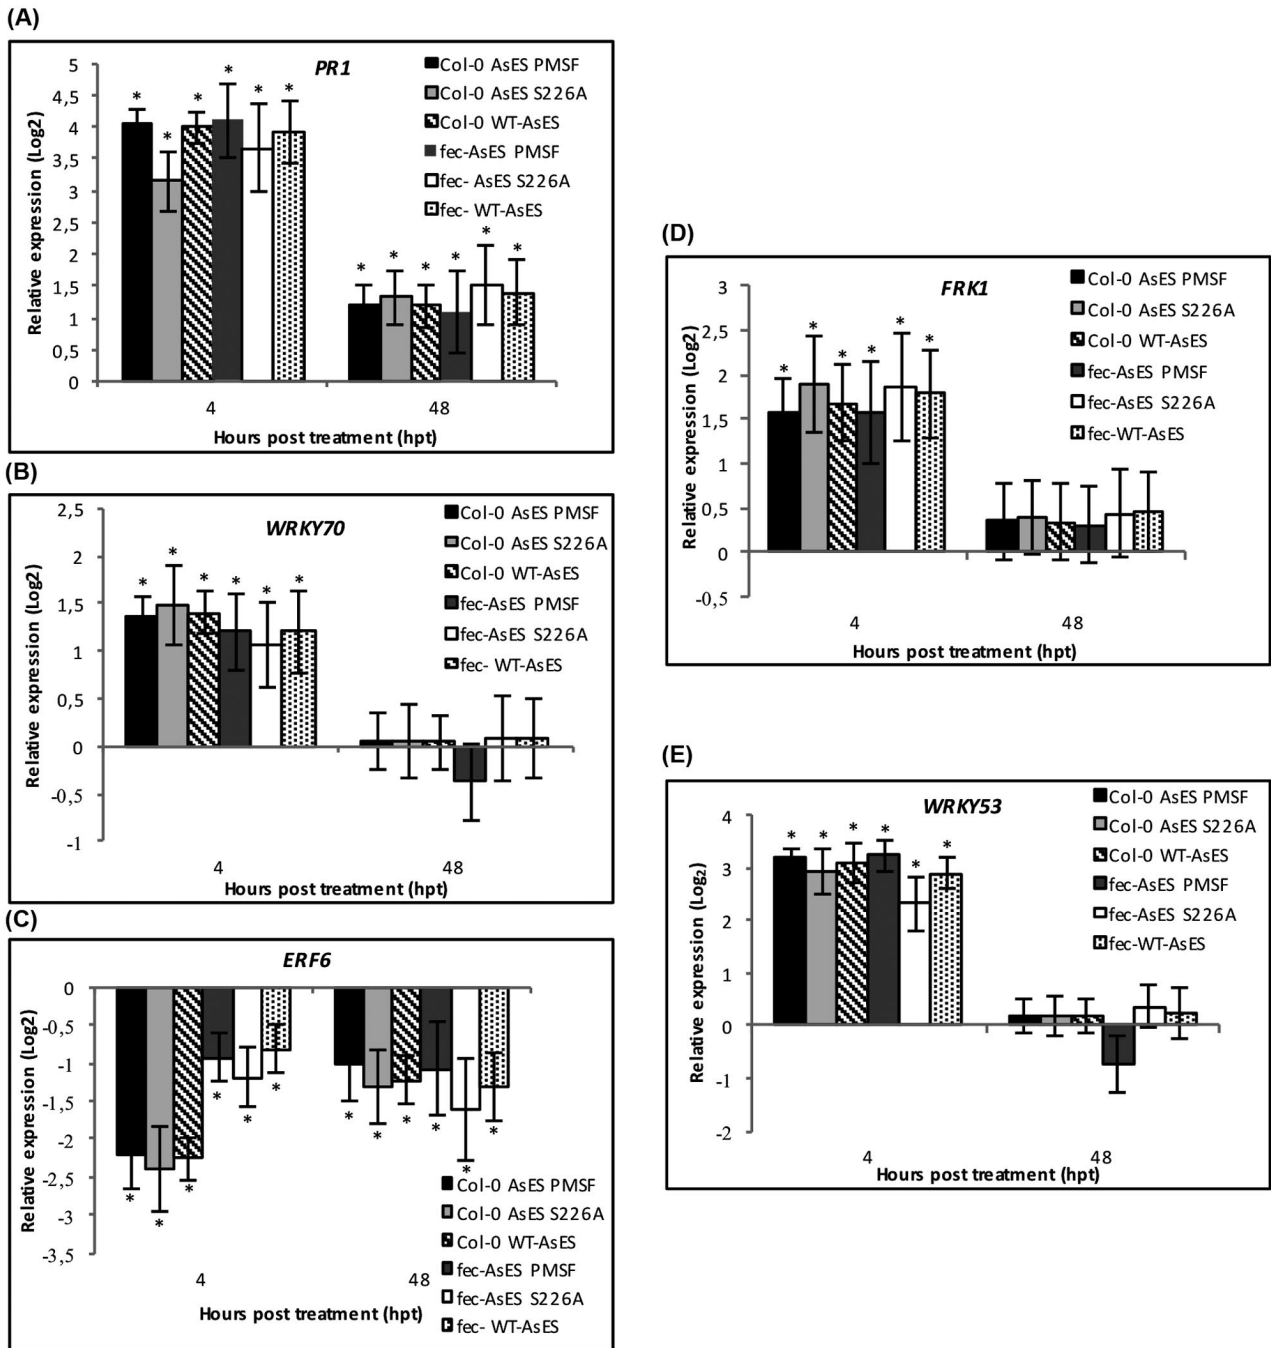 (A)
PR1
Relative expression (Log2)
5
4,5
4
3,5
3
2,5
2
1,5
1
0,5
0
* * * * * *
* * * * * *
Col-0 AsES PMSF
Col-0 AsES S226A
Col-0 WT-AsES
fec-AsES PMSF
fec- AsES S226A
fec- WT-AsES
4
48
Hours post treatment (hpt)
(B)
WRKY70
Relative expression (Log2)
2,5
2
1,5
1
0,5
0
-0,5
-1
* * * * * *
Col-0 AsES PMSF
Col-0 AsES S226A
Col-0 WT-AsES
fec-AsES PMSF
fec-AsES S226A
fec- WT-AsES
4
48
Hours post treatment (hpt)
(C)
ERF6
Relative expression (Log2)
0
-0,5
-1
-1,5
-2
-2,5
-3
-3,5
* * * * * *
* * * * * *
Col-0 AsES PMSF
Col-0 AsES S226A
Col-0 WT-AsES
fec-AsES PMSF
fec-AsES S226A
fec- WT-AsES
4
48
Hours post treatment (hpt)
(D)
FRK1
Relative expression (Log2)
3
2,5
2
1,5
1
0,5
0
-0,5
* * * * * *
Col-0 AsES PMSF
Col-0 AsES S226A
Col-0 WT-AsES
fec-AsES PMSF
fec-AsES S226A
fec-WT-AsES
4
48
Hours post treatment (hpt)
(E)
WRKY53
Relative expression (Log₂)
4
3
2
1
0
-1
-2
* * * * * *
Col-0 AsES PMSF
Col-0 AsES S226A
Col-0 WT-AsES
fec-AsES PMSF
fec-AsES S226A
fec-WT-AsES
4
48
Hours post treatment (hpt)